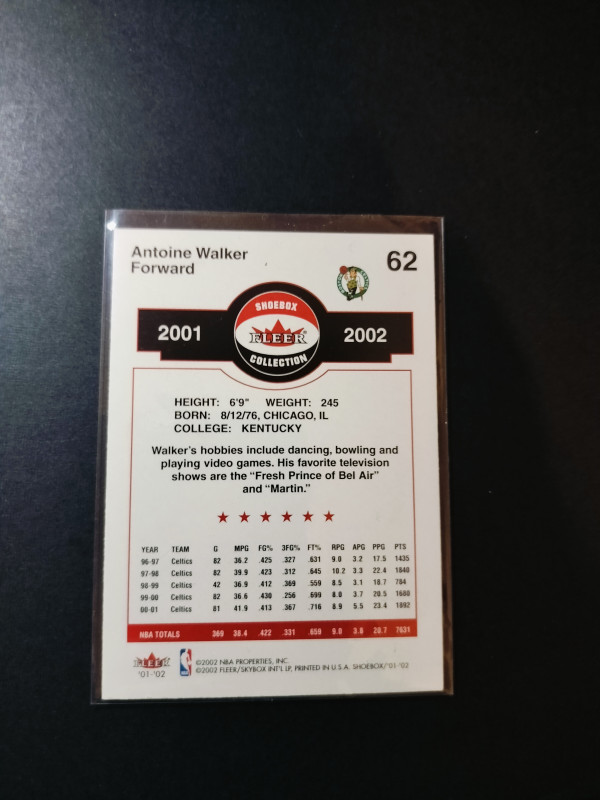 Antoine Walker
Forward
62
2001
SHOEBOX
FLEER
COLLECTION
2002
HEIGHT: 6'9" WEIGHT: 245
BORN: 8/12/76, CHICAGO, IL
COLLEGE: KENTUCKY
Walker's hobbies include dancing, bowling and
playing video games. His favorite television
shows are the "Fresh Prince of Bel Air"
and "Martin."
YEAR TEAM G MPG FG% 3FG% FT% RPG APG PPG PTS
96-97 Celtics 82 36.2 .425 .327 .631 9.0 3.2 17.5 1435
97-98 Celtics 82 39.9 .423 .312 .645 10.2 3.3 22.4 1840
98-99 Celtics 42 36.9 .412 .369 .559 8.5 3.1 18.7 784
99-00 Celtics 82 36.6 .430 .256 .699 8.0 3.7 20.5 1680
00-01 Celtics 81 41.9 .413 .367 .716 8.9 5.5 23.4 1892
NBA TOTALS 369 38.4 .422 .331 .659 9.0 3.8 20.7 7631
FLEER
'01-'02
©2002 NBA PROPERTIES, INC.
©2002 FLEER/SKYBOX INT'L LP, PRINTED IN U.S.A. SHOEBOX/'01-'02